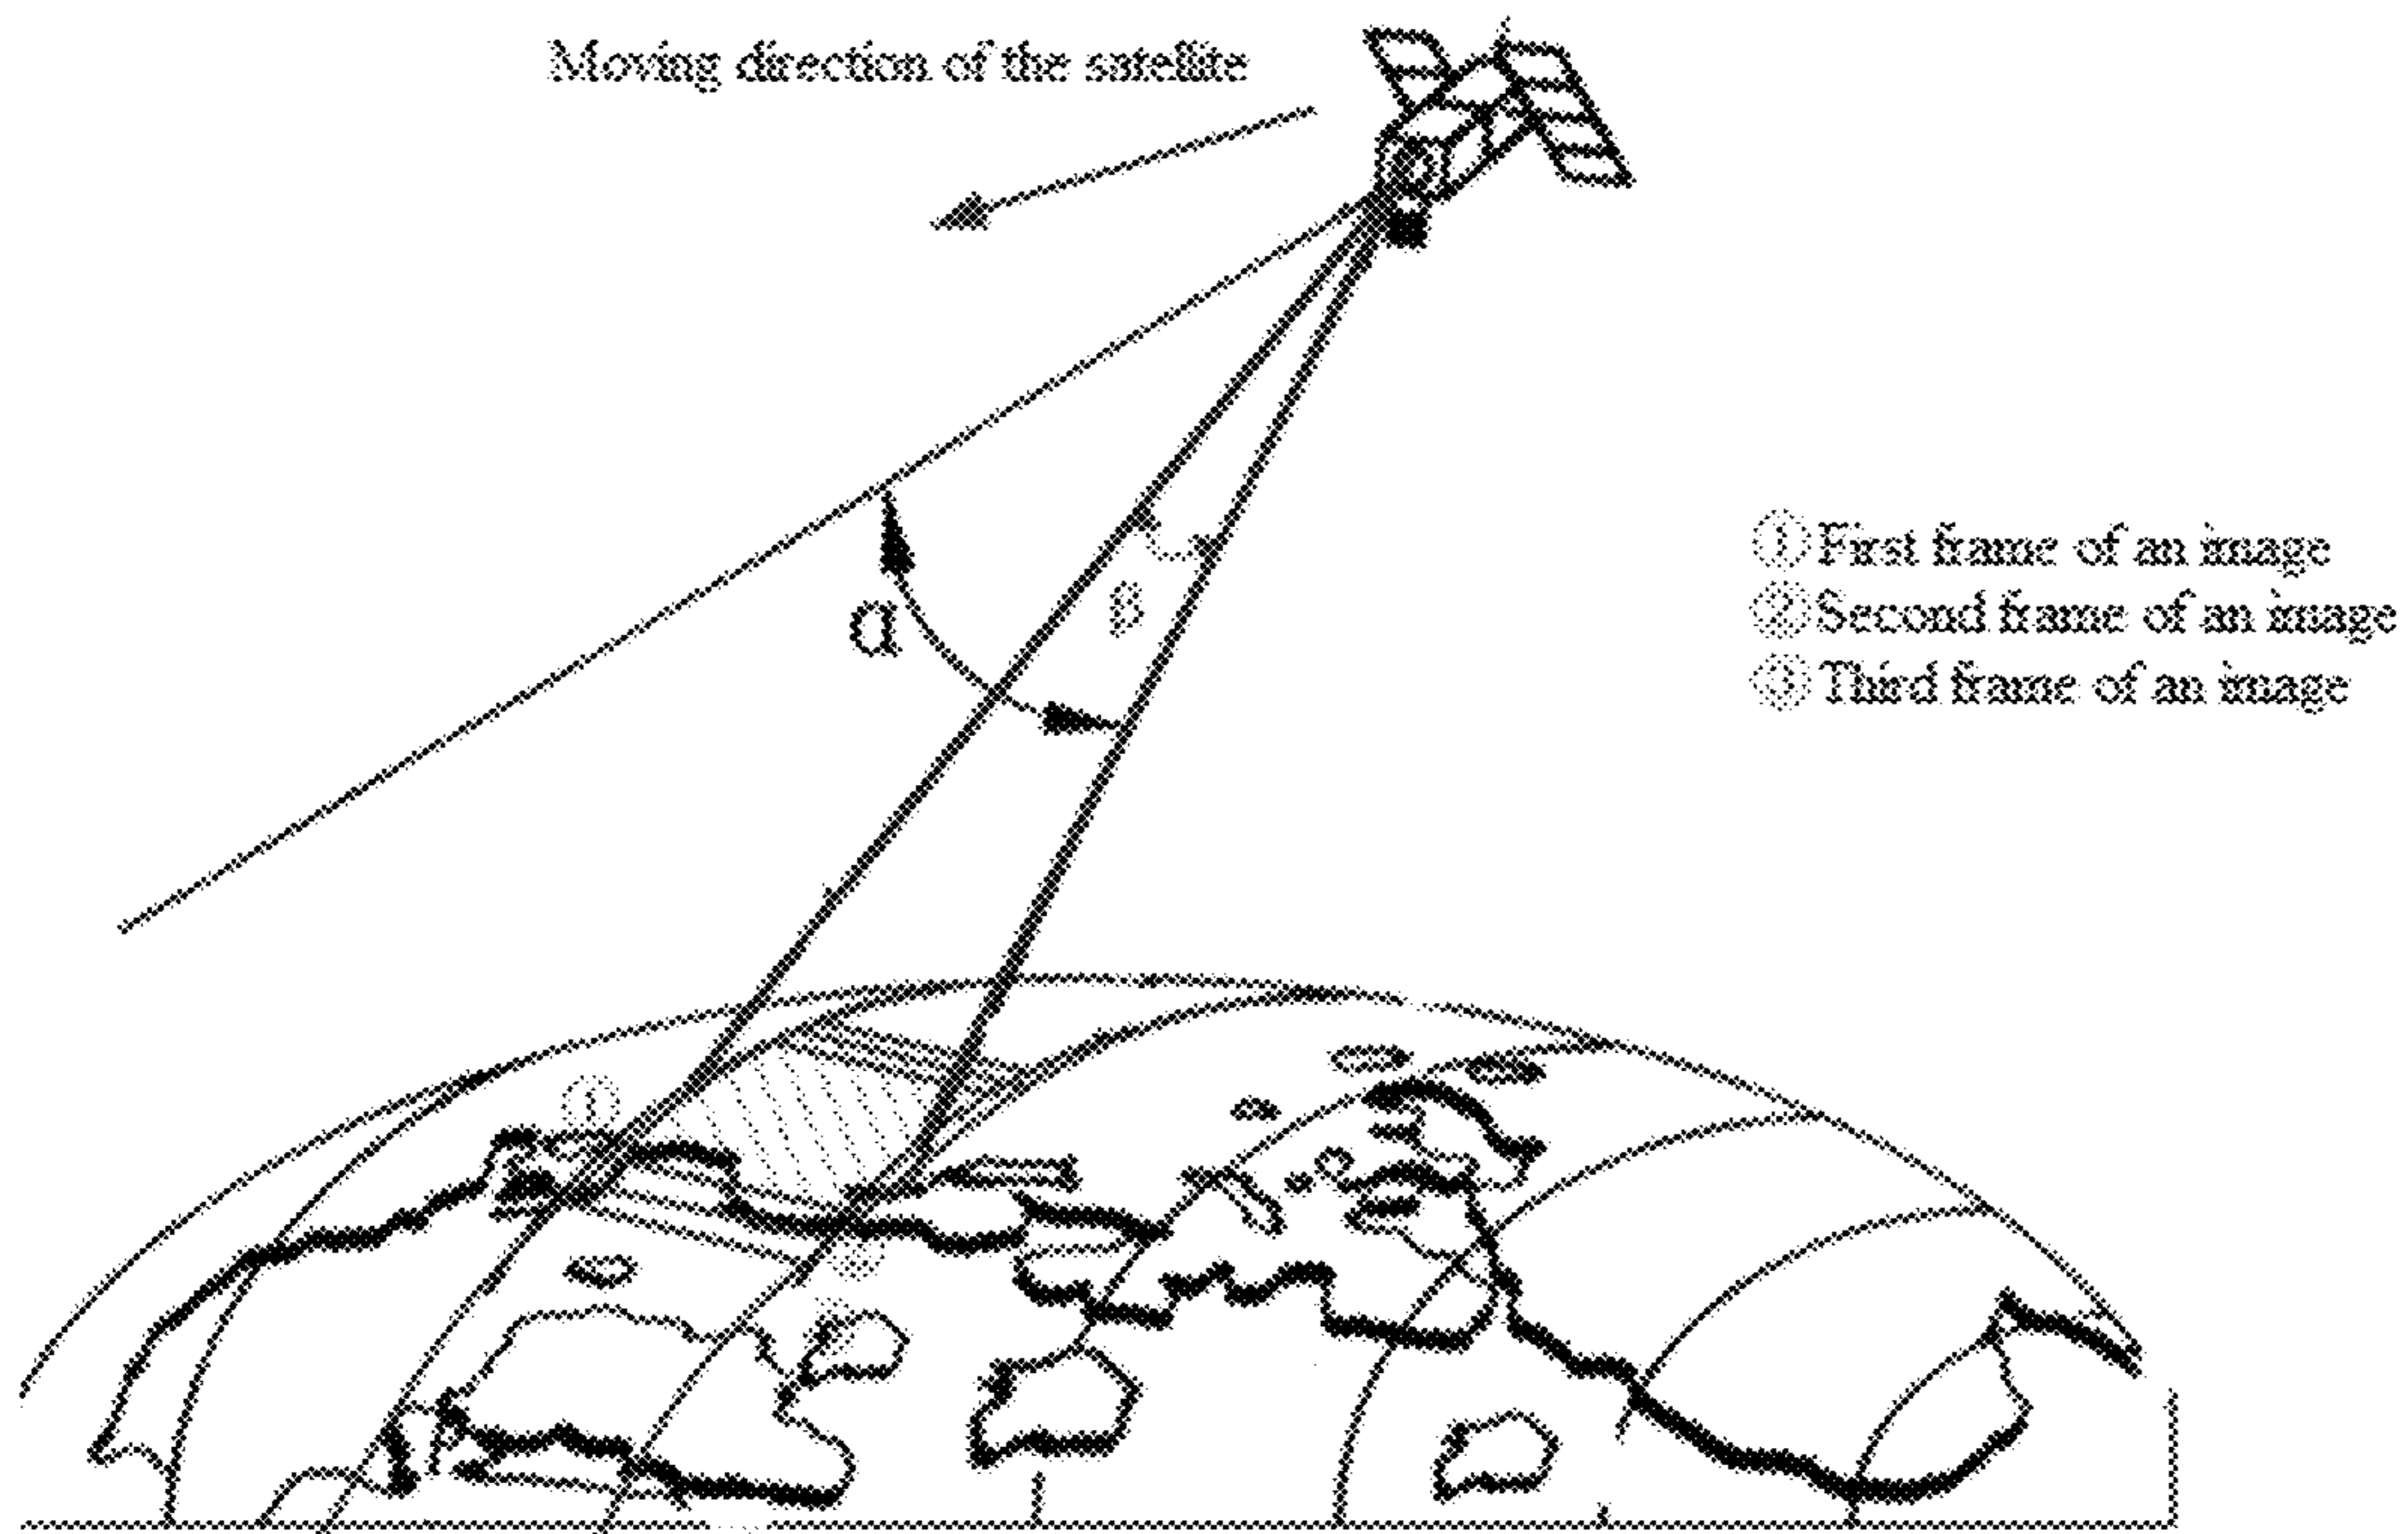 Moving direction of the satellite
α
β
① First frame of an image
② Second frame of an image
③ Third frame of an image
①